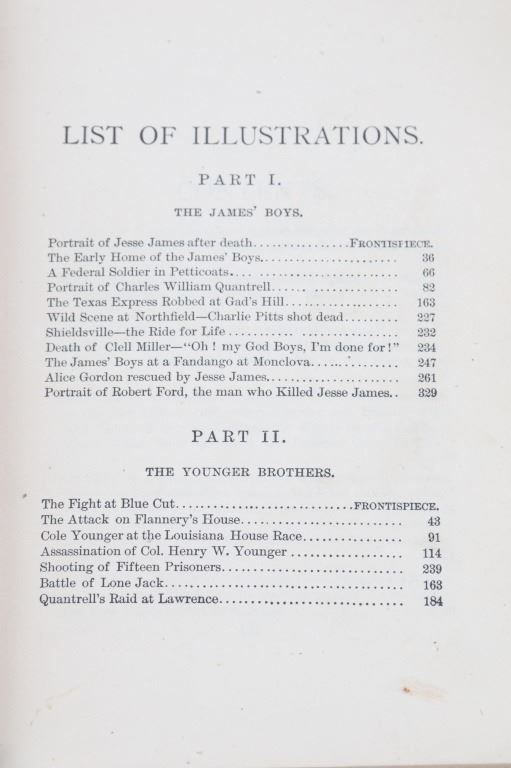 LIST OF ILLUSTRATIONS.
PART I.
THE JAMES' BOYS.
Portrait of Jesse James after death................FRONTISPIECE.
The Early Home of the James' Boys....................... 36
A Federal Soldier in Petticoats.... ....................... 66
Portrait of Charles William Quantrell...... ................ 82
The Texas Express Robbed at Gad's Hill.................... 163
Wild Scene at Northfield—Charlie Pitts shot dead......... 227
Shieldsville—the Ride for Life ........... .................... 232
Death of Clell Miller—"Oh ! my God Boys, I'm done for!" 234
The James' Boys at a Fandango at Monclova............... 247
Alice Gordon rescued by Jesse James....................... 261
Portrait of Robert Ford, the man who Killed Jesse James.. 329
PART II.
THE YOUNGER BROTHERS.
The Fight at Blue Cut..............................FRONTISPIECE.
The Attack on Flannery's House........................... 43
Cole Younger at the Louisiana House Race................. 91
Assassination of Col. Henry W. Younger ................... 114
Shooting of Fifteen Prisoners.............................. 239
Battle of Lone Jack........................................ 163
Quantrell's Raid at Lawrence............................... 184